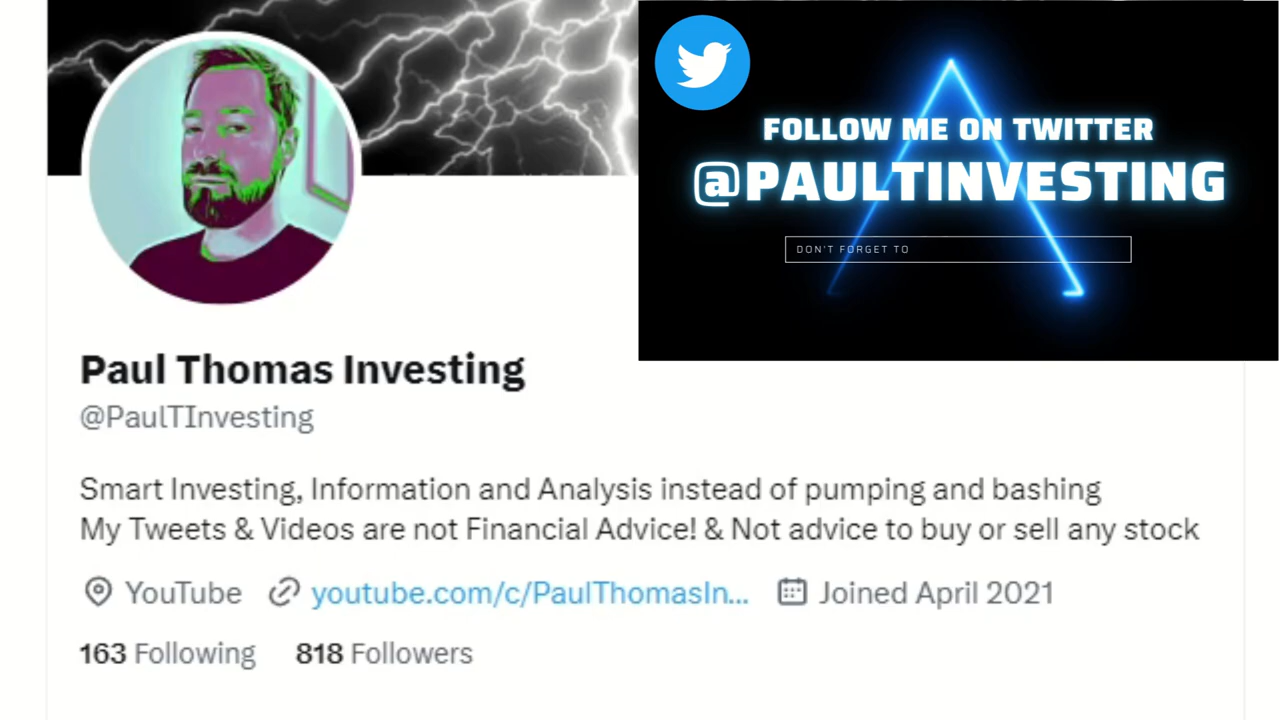 FOLLOW ME ON TWITTER
@PAULTINVESTING
DON'T FORGET TO
Paul Thomas Investing
@PaulTInvesting
Smart Investing, Information and Analysis instead of pumping and bashing
My Tweets & Videos are not Financial Advice! & Not advice to buy or sell any stock
YouTube youtube.com/c/PaulThomasIn... Joined April 2021
163 Following 818 Followers